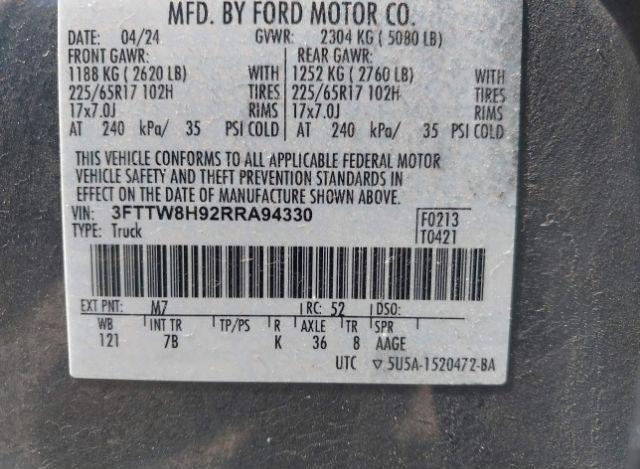 MFD. BY FORD MOTOR CO.
DATE: 04/24 GVWR: 2304 KG ( 5080 LB)
FRONT GAWR: REAR GAWR:
1188 KG ( 2620 LB) WITH 1252 KG ( 2760 LB) WITH
225/65R17 102H TIRES 225/65R17 102H TIRES
17x7.0J RIMS 17x7.0J RIMS
AT 240 kPa/ 35 PSI COLD AT 240 kPa/ 35 PSI COLD
THIS VEHICLE CONFORMS TO ALL APPLICABLE FEDERAL MOTOR
VEHICLE SAFETY AND THEFT PREVENTION STANDARDS IN
EFFECT ON THE DATE OF MANUFACTURE SHOWN ABOVE.
VIN: 3FTTW8H92RRA94330 F0213
TYPE: Truck T0421
EXT PNT: M7 RC: 52 DSO:
WB INT TR TP/PS R AXLE TR SPR
121 7B K 36 8 AAGE
UTC ▽ 5U5A-1520472-BA